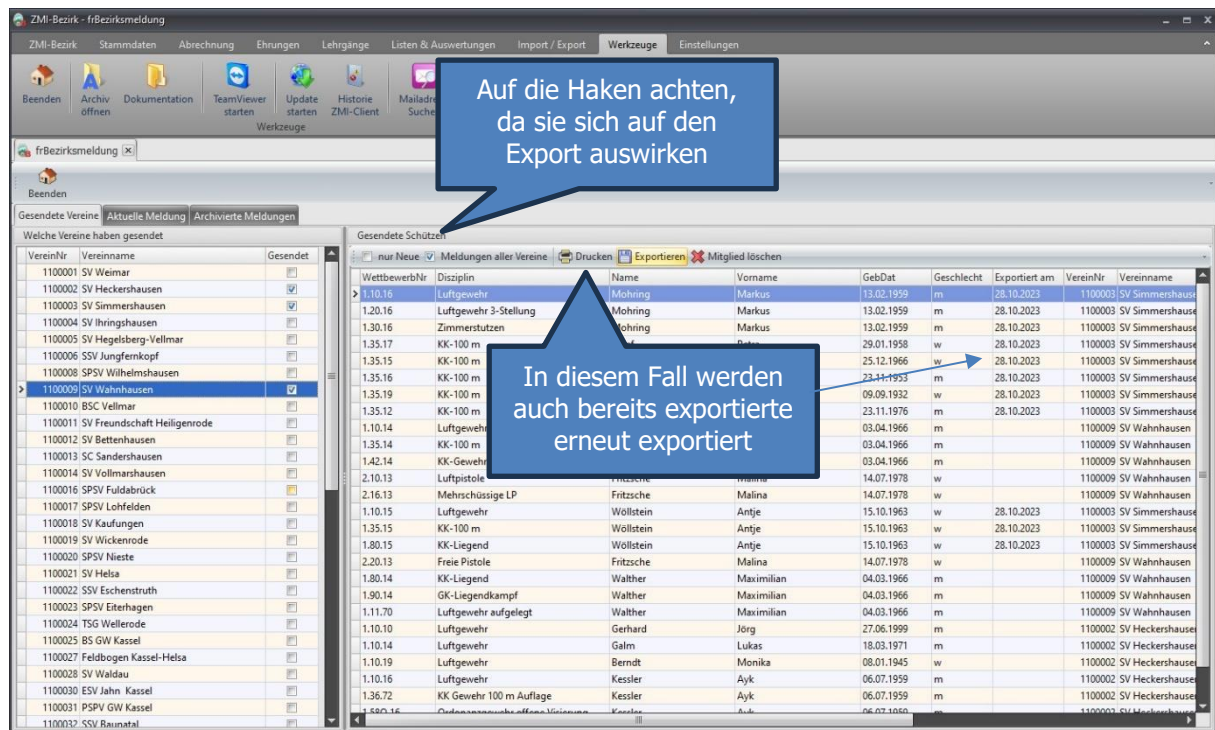 ZMI-Bezirk - frBezirksmeldung
ZMI-Bezirk Stammdaten Abrechnung Ehrungen Lehrgänge Listen & Auswertungen Import / Export Werkzeuge Einstellungen
Beenden Archiv öffnen Dokumentation TeamViewer starten Update starten Historie ZMI-Client Suche
Werkzeuge
Auf die Haken achten,
da sie sich auf den
Export auswirken
frBezirksmeldung
Beenden
Gesendete Vereine Aktuelle Meldung Archivierte Meldungen
Welche Vereine haben gesendet
VereinNr Vereinname Gesendet
1100001 SV Weimar
1100002 SV Heckershausen
1100003 SV Simmershausen
1100004 SV Ihringshausen
1100005 SV Hegelsberg-Vellmar
1100006 SSV Jungfernkopf
1100008 SPSV Wilhelmshausen
1100009 SV Wahnhausen
1100010 BSC Vellmar
1100011 SV Freundschaft Heiligenrode
1100012 SV Bettenhausen
1100013 SC Sandershausen
1100014 SV Vollmarshausen
1100016 SPSV Fuldabrück
1100017 SPSV Lohfelden
1100018 SV Kaufungen
1100019 SV Wickenrode
1100020 SPSV Nieste
1100021 SV Helsa
1100022 SSV Eschenstruth
1100023 SPSV Eiterhagen
1100024 TSG Wellerode
1100025 BS GW Kassel
1100027 Feldbogen Kassel-Helsa
1100028 SV Waldau
1100030 ESV Jahn Kassel
1100031 PSPV GW Kassel
1100032 SSV Baunatal
Gesendete Schützen
nur Neue Meldungen aller Vereine Drucken Exportieren Mitglied löschen
WettbewerbNr Disziplin Name Vorname GebDat Geschlecht Exportiert am VereinNr Vereinname
1.10.16 Luftgewehr Mohring Markus 13.02.1959 m 28.10.2023 1100003 SV Simmershause
1.20.16 Luftgewehr 3-Stellung Mohring Markus 13.02.1959 m 28.10.2023 1100003 SV Simmershause
1.30.16 Zimmerstutzen Mohring Markus 13.02.1959 m 28.10.2023 1100003 SV Simmershause
1.35.17 KK-100 m 29.01.1958 w 28.10.2023 1100003 SV Simmershause
1.35.15 KK-100 m 25.12.1966 w 28.10.2023 1100003 SV Simmershause
1.35.16 KK-100 m 23.11.1953 m 28.10.2023 1100003 SV Simmershause
1.35.19 KK-100 m 09.09.1932 w 28.10.2023 1100003 SV Simmershause
1.35.12 KK-100 m 23.11.1976 m 28.10.2023 1100003 SV Simmershause
1.10.14 Luftgewehr 03.04.1966 m 1100009 SV Wahnhausen
1.35.14 KK-100 m 03.04.1966 m 1100009 SV Wahnhausen
1.42.14 KK-Gewehr 03.04.1966 m 1100009 SV Wahnhausen
2.10.13 Luftpistole Fritzsche Malina 14.07.1978 w 1100009 SV Wahnhausen
2.16.13 Mehrschüssige LP Fritzsche Malina 14.07.1978 w 1100009 SV Wahnhausen
1.10.15 Luftgewehr Wöllstein Antje 15.10.1963 w 28.10.2023 1100003 SV Simmershause
1.35.15 KK-100 m Wöllstein Antje 15.10.1963 w 28.10.2023 1100003 SV Simmershause
1.80.15 KK-Liegend Wöllstein Antje 15.10.1963 w 28.10.2023 1100003 SV Simmershause
2.20.13 Freie Pistole Fritzsche Malina 14.07.1978 w 1100009 SV Wahnhausen
1.80.14 KK-Liegend Walther Maximilian 04.03.1966 m 1100009 SV Wahnhausen
1.90.14 GK-Liegendkampf Walther Maximilian 04.03.1966 m 1100009 SV Wahnhausen
1.11.70 Luftgewehr aufgelegt Walther Maximilian 04.03.1966 m 1100009 SV Wahnhausen
1.10.10 Luftgewehr Gerhard Jörg 27.06.1999 m 1100002 SV Heckershausen
1.10.14 Luftgewehr Galm Lukas 18.03.1971 m 1100002 SV Heckershausen
1.10.19 Luftgewehr Berndt Monika 08.01.1945 w 1100002 SV Heckershausen
1.10.16 Luftgewehr Kessler Ayk 06.07.1959 m 1100002 SV Heckershausen
1.36.72 KK Gewehr 100 m Auflage Kessler Ayk 06.07.1959 m 1100002 SV Heckershausen
In diesem Fall werden
auch bereits exportierte
erneut exportiert